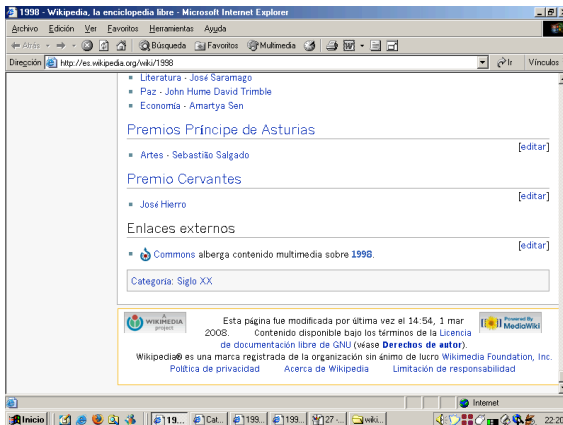 1998 - Wikipedia, la enciclopedia libre - Microsoft Internet Explorer
Archivo Edición Ver Favoritos Herramientas Ayuda
Atrás Búsqueda Favoritos Multimedia
Dirección http://es.wikipedia.org/wiki/1998 Ir Vínculos
Literatura - José Saramago
Paz - John Hume David Trimble
Economía - Amartya Sen
Premios Príncipe de Asturias
[editar]
Artes - Sebastião Salgado
Premio Cervantes
[editar]
José Hierro
Enlaces externos
[editar]
Commons alberga contenido multimedia sobre 1998.
Categoría: Siglo XX
A WIKIMEDIA project
Powered By MediaWiki
Esta página fue modificada por última vez el 14:54, 1 mar
2008. Contenido disponible bajo los términos de la Licencia
de documentación libre de GNU (véase Derechos de autor).
Wikipedia® es una marca registrada de la organización sin ánimo de lucro Wikimedia Foundation, Inc.
Política de privacidad Acerca de Wikipedia Limitación de responsabilidad
Internet
Inicio 19... Cat... 199... 199... 27 -... wiki... 22:20